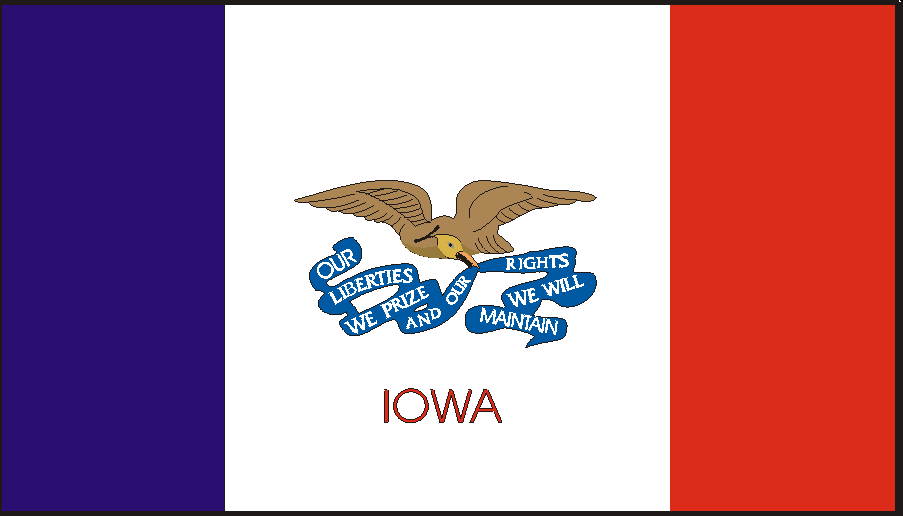 OUR
LIBERTIES
WE PRIZE
AND OUR
RIGHTS
WE WILL
MAINTAIN
IOWA